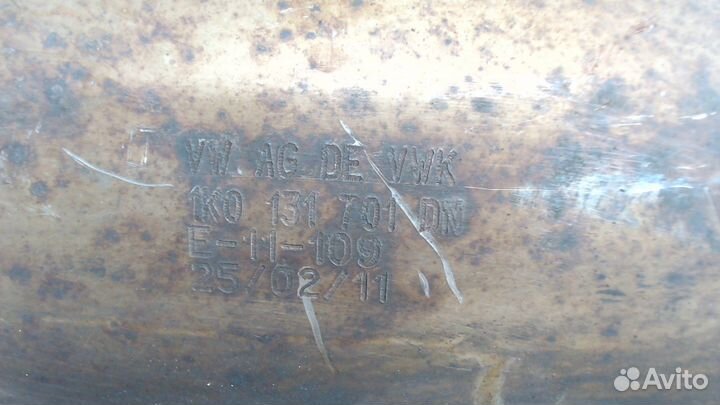 VW AG DE VWK
1K0 131 701 DN
E-11-109
25/02/11
Avito